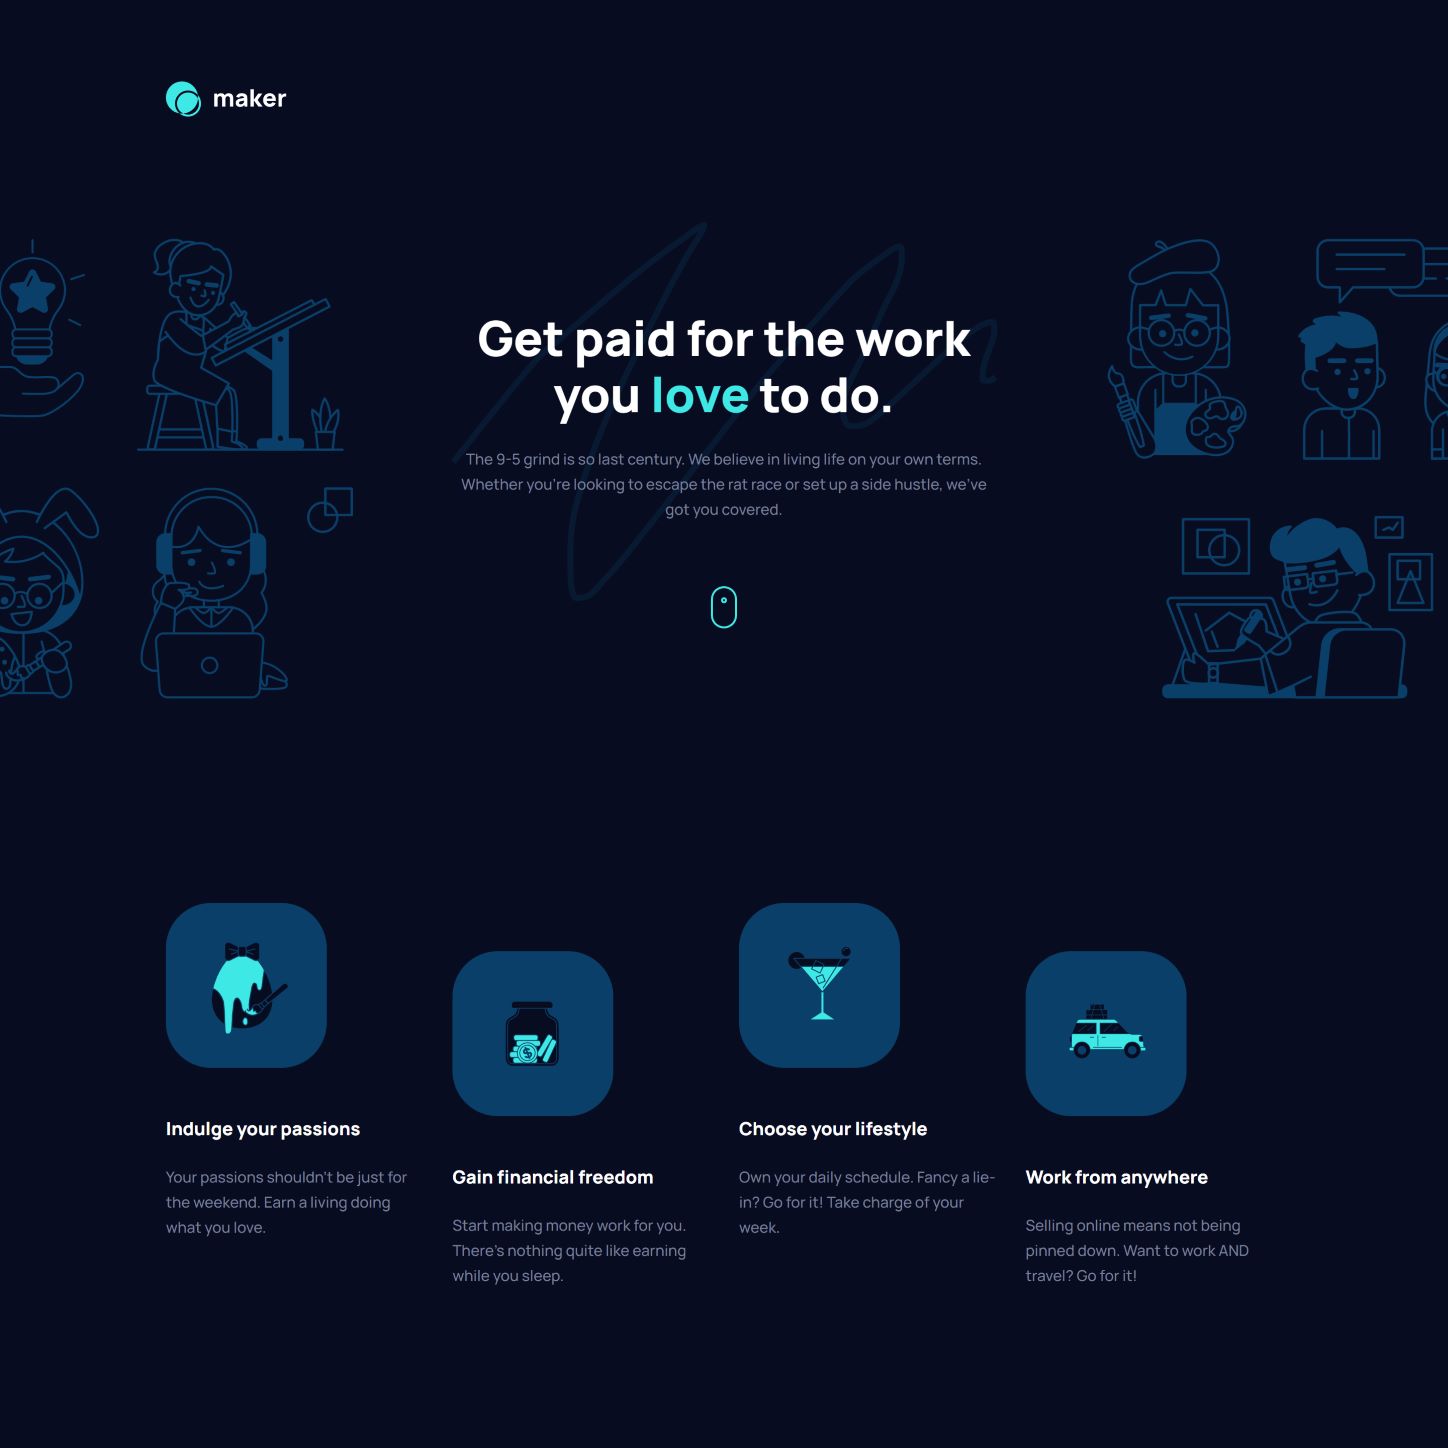 maker
Get paid for the work
you love to do.
The 9-5 grind is so last century. We believe in living life on your own terms.
Whether you're looking to escape the rat race or set up a side hustle, we've
got you covered.
Indulge your passions
Your passions shouldn't be just for
the weekend. Earn a living doing
what you love.
Gain financial freedom
Start making money work for you.
There's nothing quite like earning
while you sleep.
Choose your lifestyle
Own your daily schedule. Fancy a lie-
in? Go for it! Take charge of your
week.
Work from anywhere
Selling online means not being
pinned down. Want to work AND
travel? Go for it!